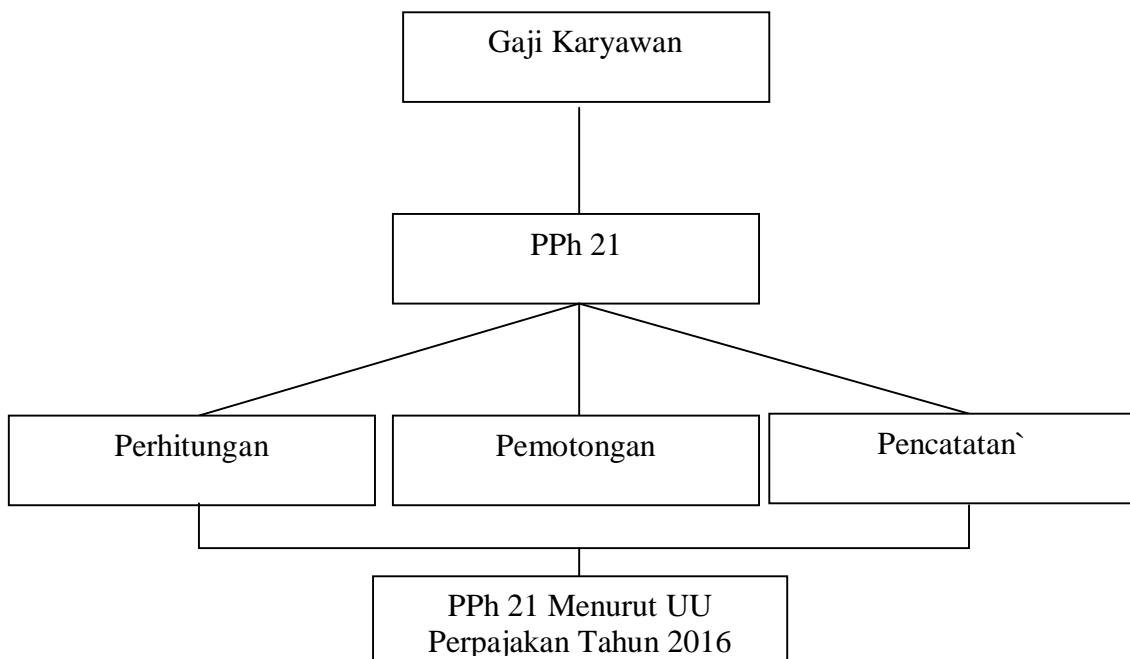 Gaji Karyawan
PPh 21
Perhitungan
Pemotongan
Pencatatan`
PPh 21 Menurut UU
Perpajakan Tahun 2016